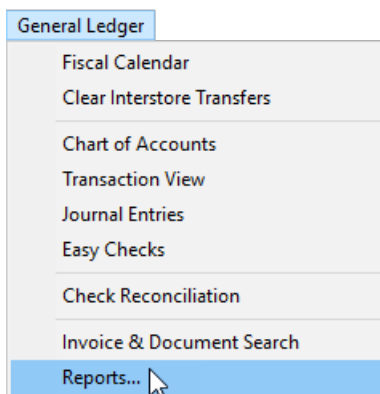 General Ledger
Fiscal Calendar
Clear Interstore Transfers
Chart of Accounts
Transaction View
Journal Entries
Easy Checks
Check Reconciliation
Invoice & Document Search
Reports...